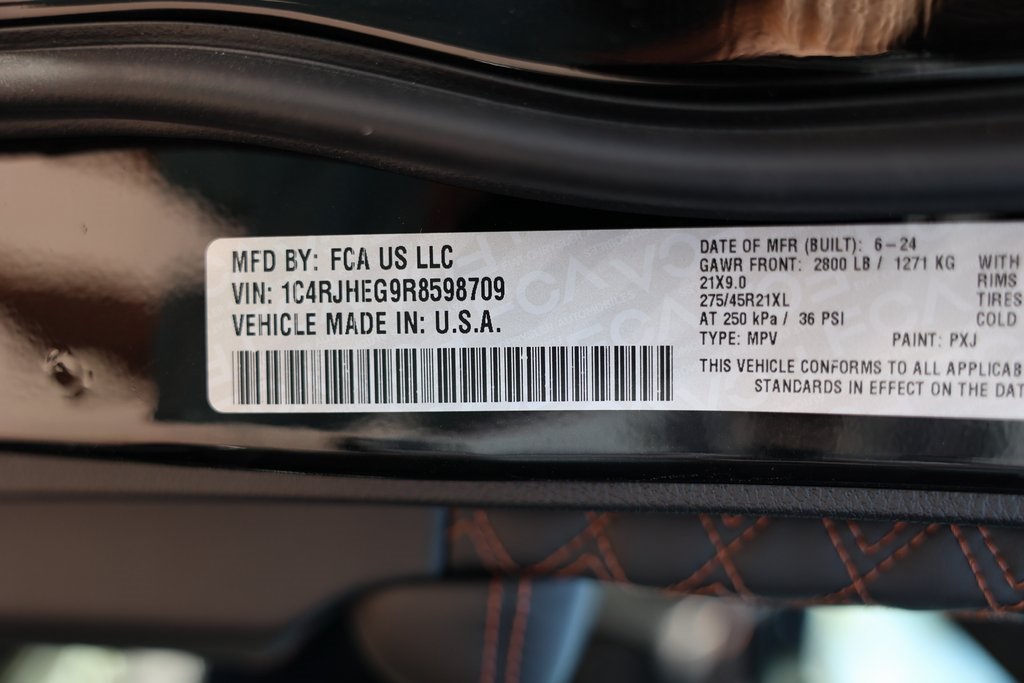 MFD BY: FCA US LLC
VIN: 1C4RJHEG9R8598709
VEHICLE MADE IN: U.S.A.
DATE OF MFR (BUILT): 6-24
GAWR FRONT: 2800 LB / 1271 KG WITH
21X9.0 RIMS
275/45R21XL TIRES
AT 250 kPa / 36 PSI COLD
TYPE: MPV PAINT: PXJ
THIS VEHICLE CONFORMS TO ALL APPLICAB
STANDARDS IN EFFECT ON THE DAT